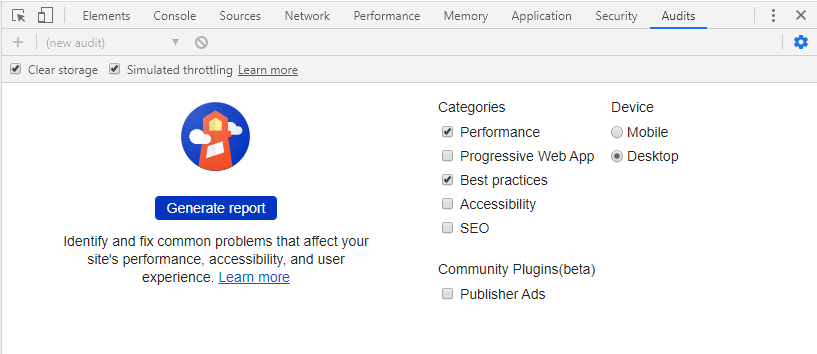 Elements Console Sources Network Performance Memory Application Security Audits
(new audit)
Clear storage Simulated throttling Learn more
Generate report
Identify and fix common problems that affect your
site's performance, accessibility, and user
experience. Learn more
Categories
Performance
Progressive Web App
Best practices
Accessibility
SEO
Community Plugins(beta)
Publisher Ads
Device
Mobile
Desktop